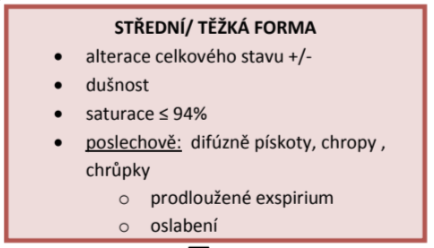 STŘEDNÍ/ TĚŽKÁ FORMA
• alterace celkového stavu +/-
• dušnost
• saturace ≤ 94%
• poslechově: difúzně pískoty, chropy ,
chrůpky
o prodloužené exspirium
o oslabení